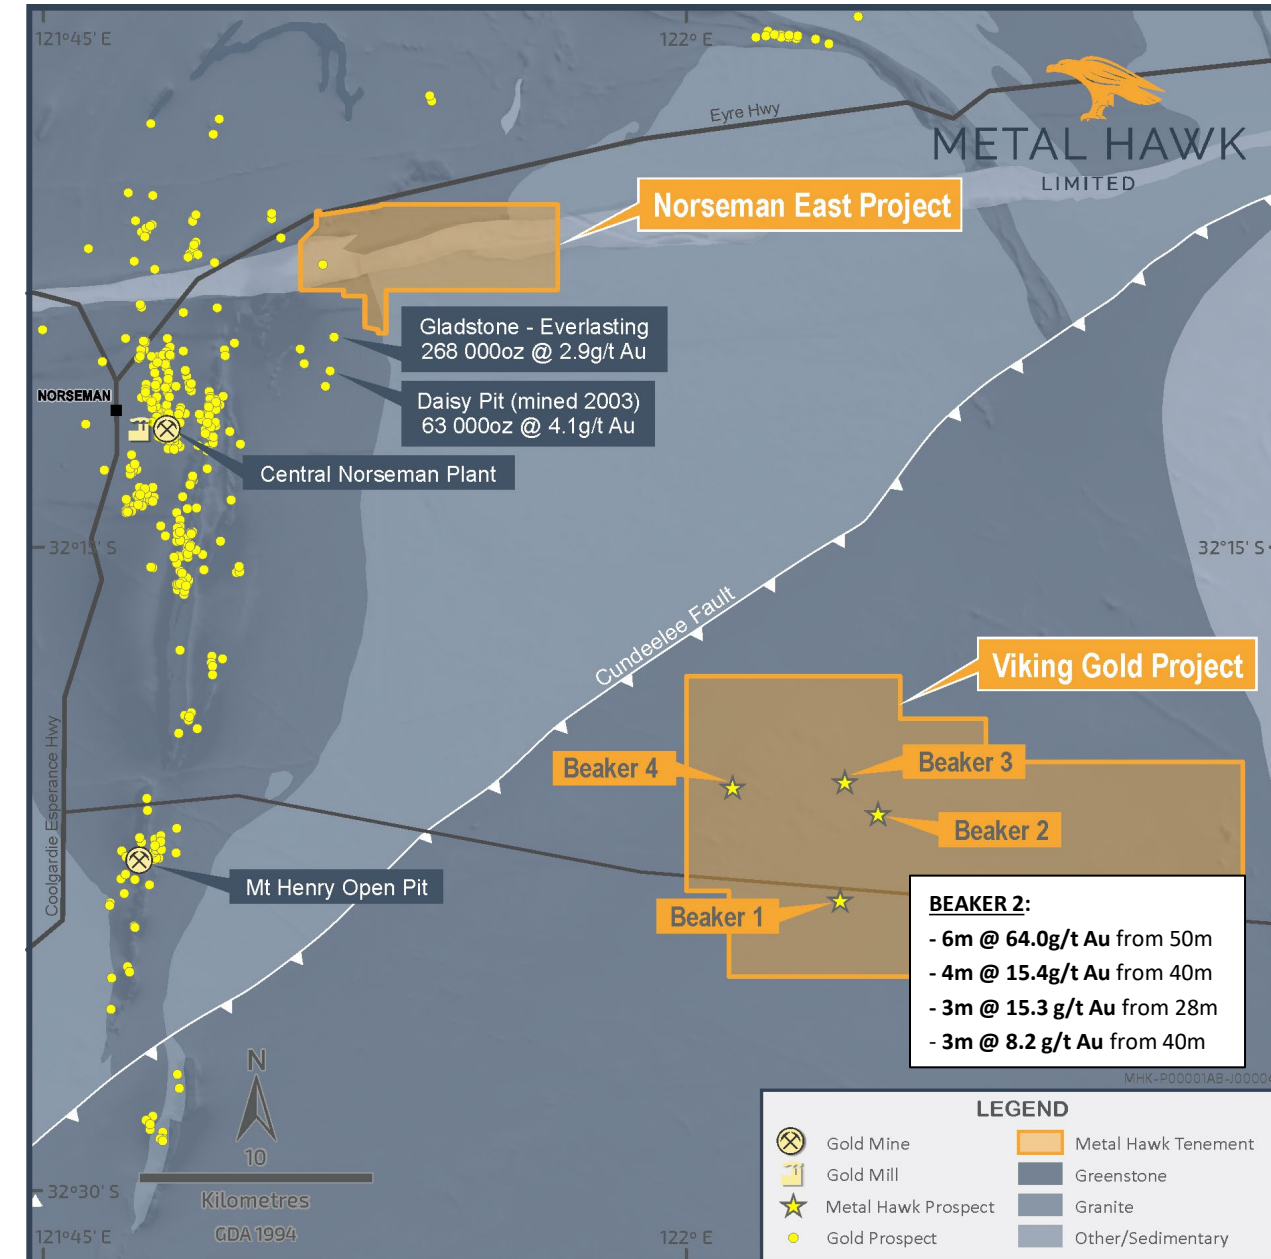 121°45' E
122° E
Eyre Hwy
METAL HAWK
LIMITED
Norseman East Project
Gladstone - Everlasting
268 000oz @ 2.9g/t Au
Daisy Pit (mined 2003)
63 000oz @ 4.1g/t Au
NORSEMAN
Central Norseman Plant
32°15' S
32°15' S
Cundeelee Fault
Viking Gold Project
Beaker 4
Beaker 3
Beaker 2
Beaker 1
Coolgardie Esperance Hwy
Mt Henry Open Pit
BEAKER 2:
- 6m @ 64.0g/t Au from 50m
- 4m @ 15.4g/t Au from 40m
- 3m @ 15.3 g/t Au from 28m
- 3m @ 8.2 g/t Au from 40m
MHK-P00001AB-J00004
N
10
Kilometres
GDA 1994
32°30' S
121°45' E
122° E
LEGEND
Gold Mine
Gold Mill
Metal Hawk Prospect
Gold Prospect
Metal Hawk Tenement
Greenstone
Granite
Other/Sedimentary